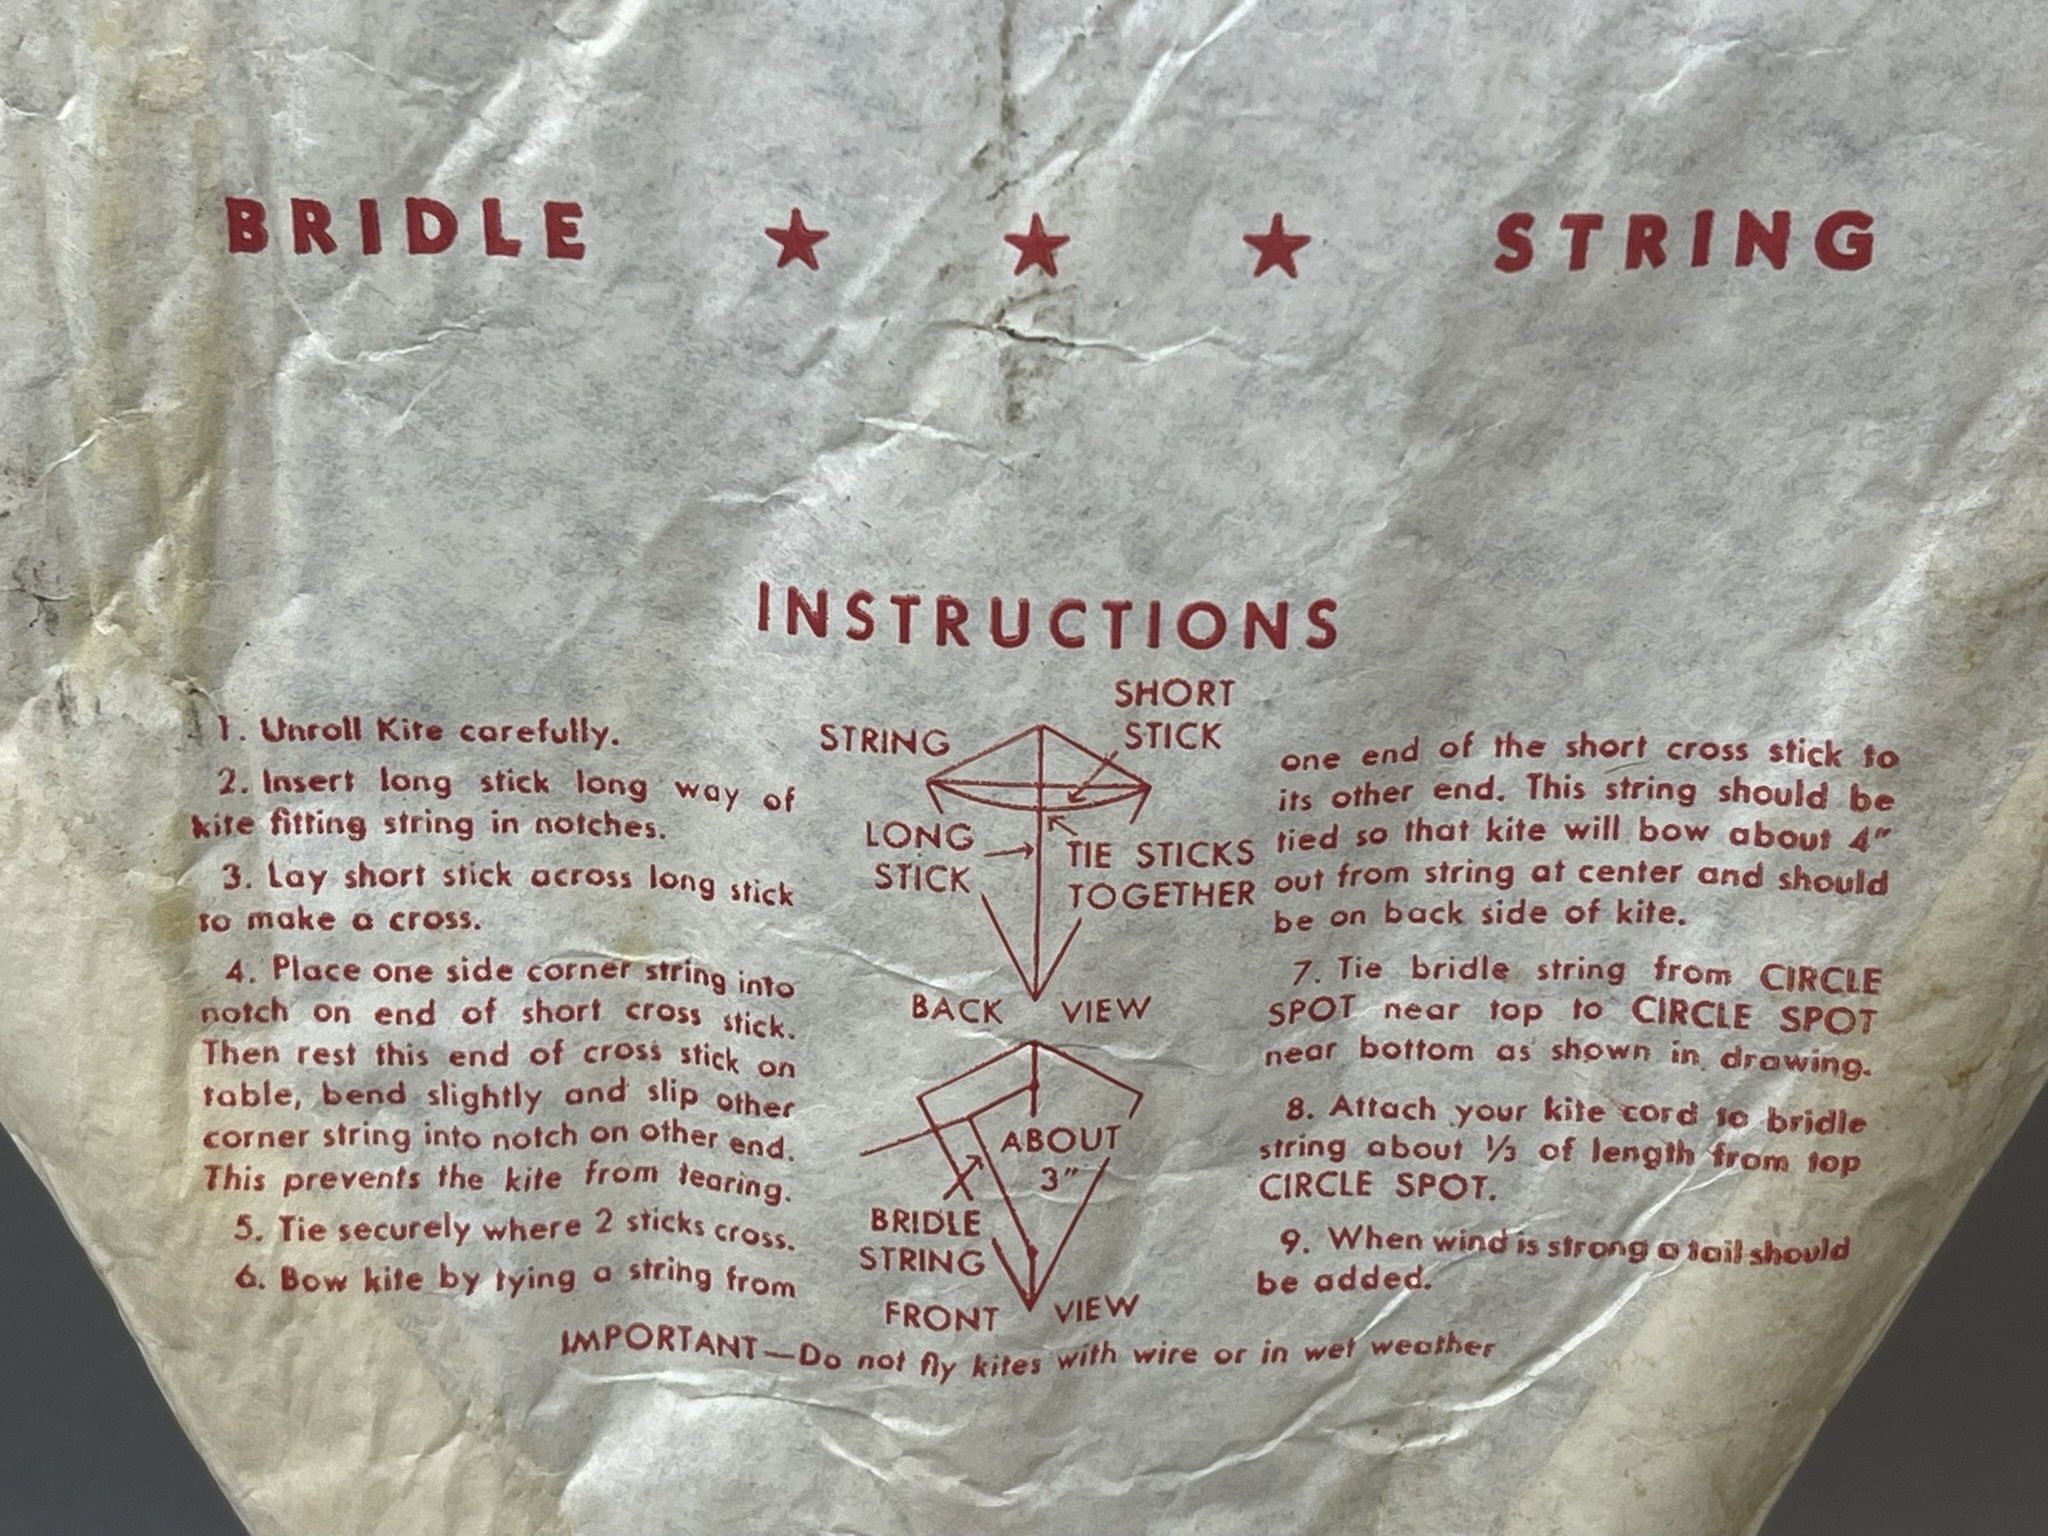 BRIDLE ★ ★ ★ STRING
INSTRUCTIONS
1. Unroll Kite carefully.
2. Insert long stick long way of
kite fitting string in notches.
3. Lay short stick across long stick
to make a cross.
4. Place one side corner string into
notch on end of short cross stick.
Then rest this end of cross stick on
table, bend slightly and slip other
corner string into notch on other end.
This prevents the kite from tearing.
5. Tie securely where 2 sticks cross.
6. Bow kite by tying a string from
SHORT
STICK
STRING
LONG
STICK
TIE STICKS
TOGETHER
BACK VIEW
ABOUT
3"
BRIDLE
STRING
FRONT VIEW
one end of the short cross stick to
its other end. This string should be
tied so that kite will bow about 4"
out from string at center and should
be on back side of kite.
7. Tie bridle string from CIRCLE
SPOT near top to CIRCLE SPOT
near bottom as shown in drawing.
8. Attach your kite cord to bridle
string about ⅓ of length from top
CIRCLE SPOT.
9. When wind is strong a tail should
be added.
IMPORTANT—Do not fly kites with wire or in wet weather